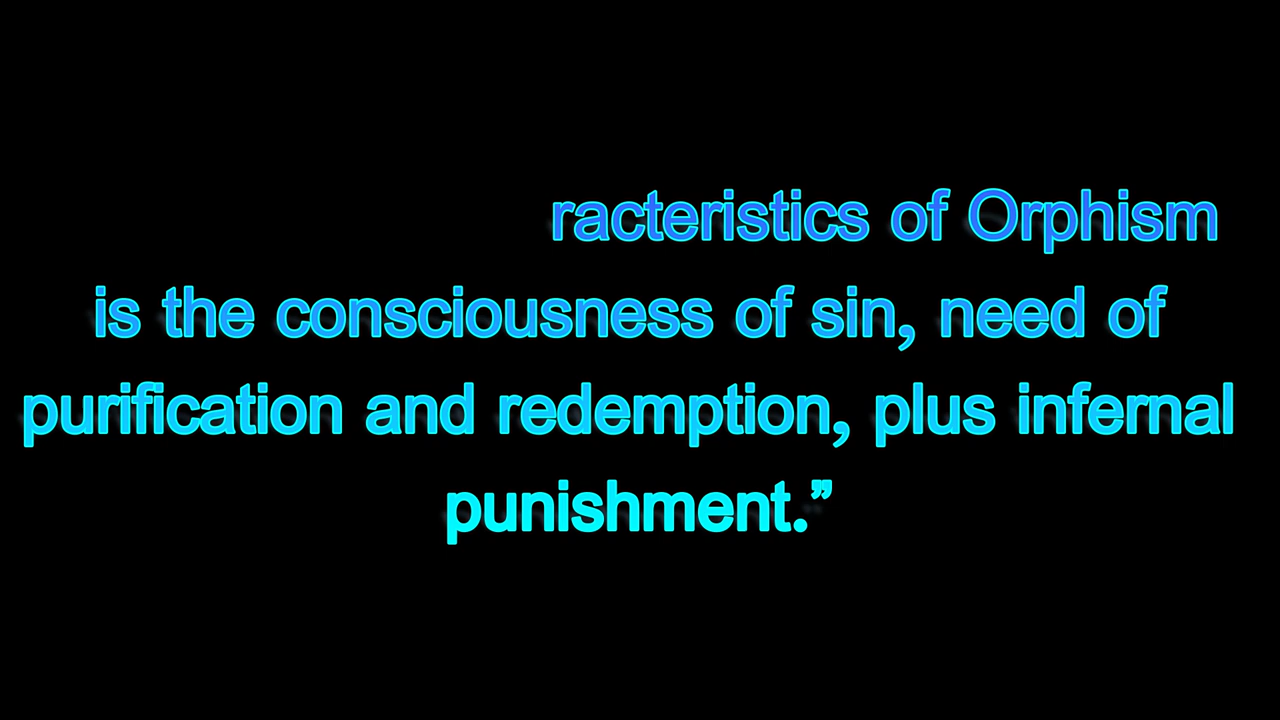 racteristics of Orphism
is the consciousness of sin, need of
purification and redemption, plus infernal
punishment.”